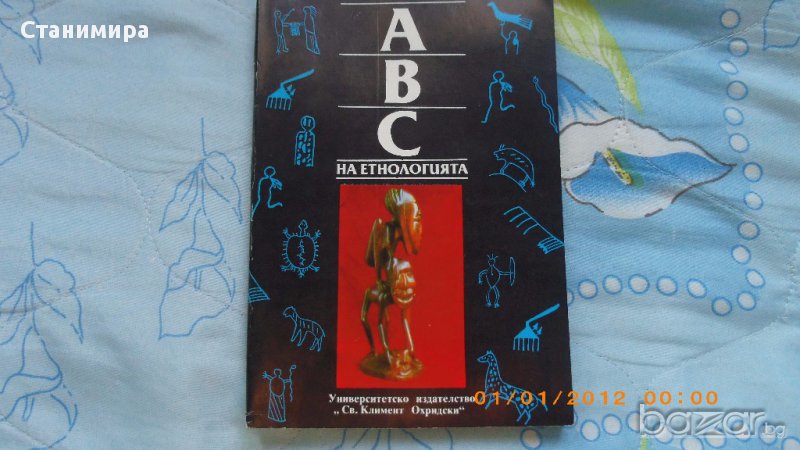 Станимира
A
B
C
НА ЕТНОЛОГИЯТА
Университетско издателство
„Св. Климент Охридски“
01/01/2012 00:00
bazar.bg